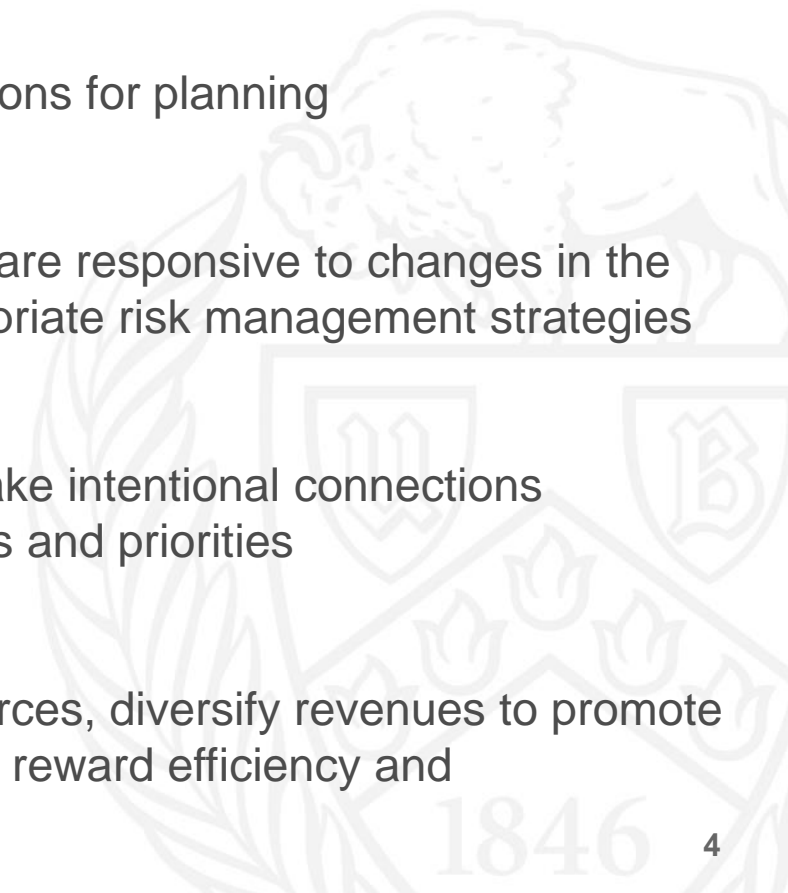 ons for planning
are responsive to changes in the
oriate risk management strategies
ake intentional connections
s and priorities
rces, diversify revenues to promote
reward efficiency and
U B
1846
4